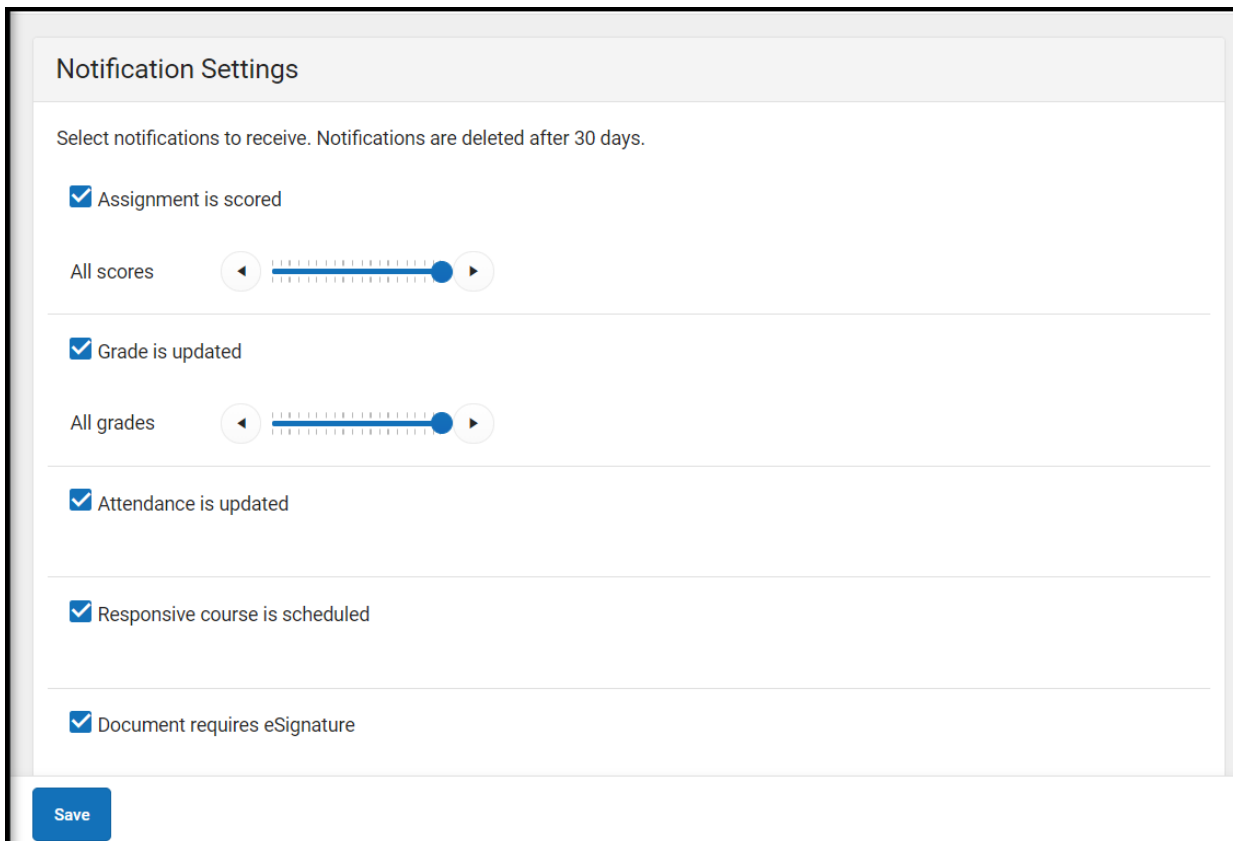 Notification Settings
Select notifications to receive. Notifications are deleted after 30 days.
Assignment is scored
All scores
Grade is updated
All grades
Attendance is updated
Responsive course is scheduled
Document requires eSignature
Save